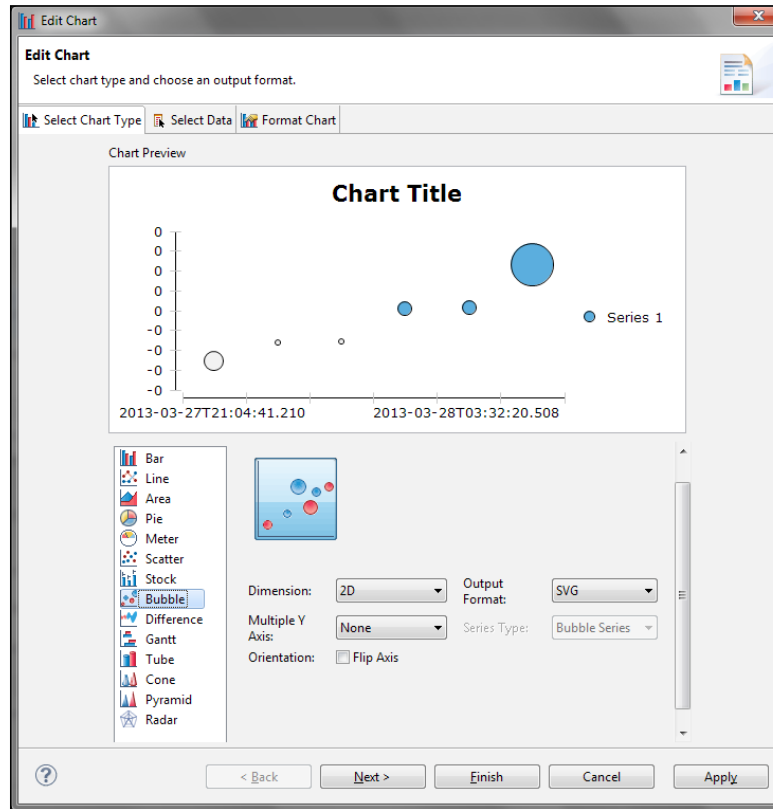 Edit Chart
Edit Chart
Select chart type and choose an output format.
Select Chart Type Select Data Format Chart
Chart Preview
Chart Title
0
0
0
0
0
-0
-0
-0
-0
Series 1
2013-03-27T21:04:41.210 2013-03-28T03:32:20.508
Bar
Line
Area
Pie
Meter
Scatter
Stock
Bubble
Difference
Gantt
Tube
Cone
Pyramid
Radar
Dimension: 2D Output Format: SVG
Multiple Y Axis: None Series Type: Bubble Series
Orientation: Flip Axis
< Back Next > Finish Cancel Apply